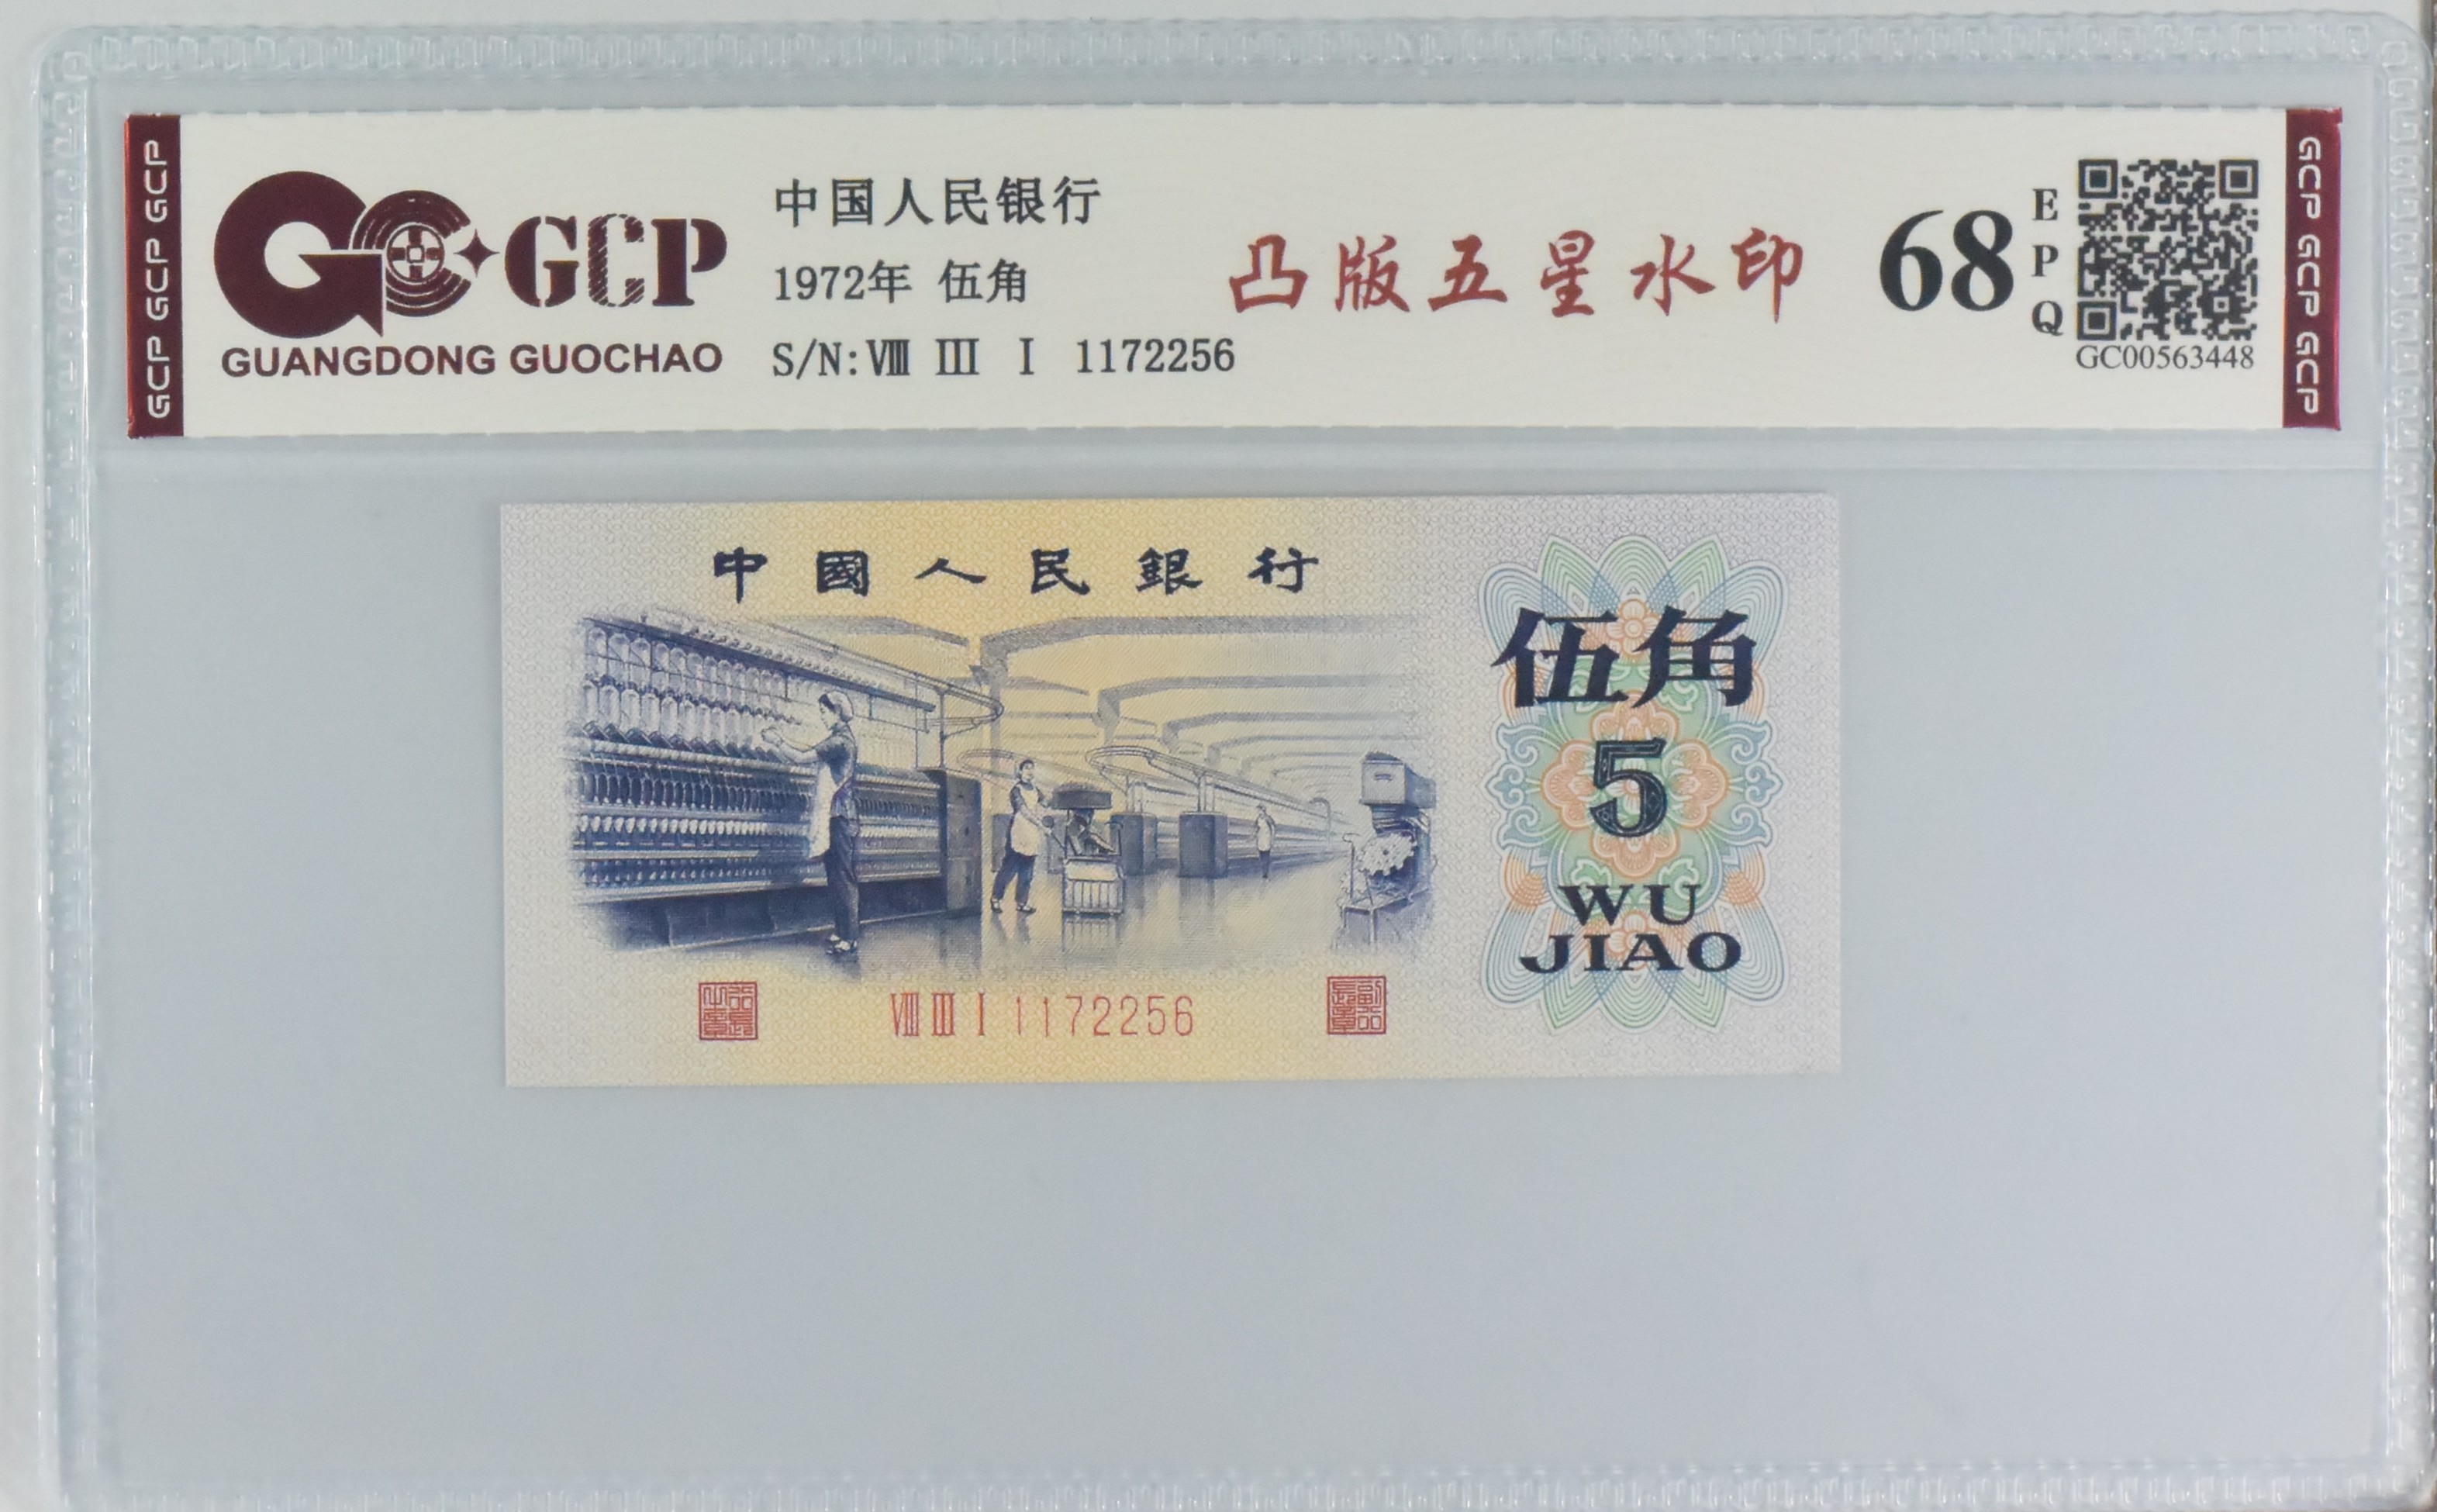 GCP GCP GCP
GCP
GUANGDONG GUOCHAO
中国人民银行
1972年 伍角
S/N:Ⅷ Ⅲ Ⅰ 1172256
凸版五星水印
68
E
P
Q
GC00563448
GCP GCP GCP
中國人民銀行
伍角
5
WU
JIAO
Ⅷ Ⅲ Ⅰ 1172256